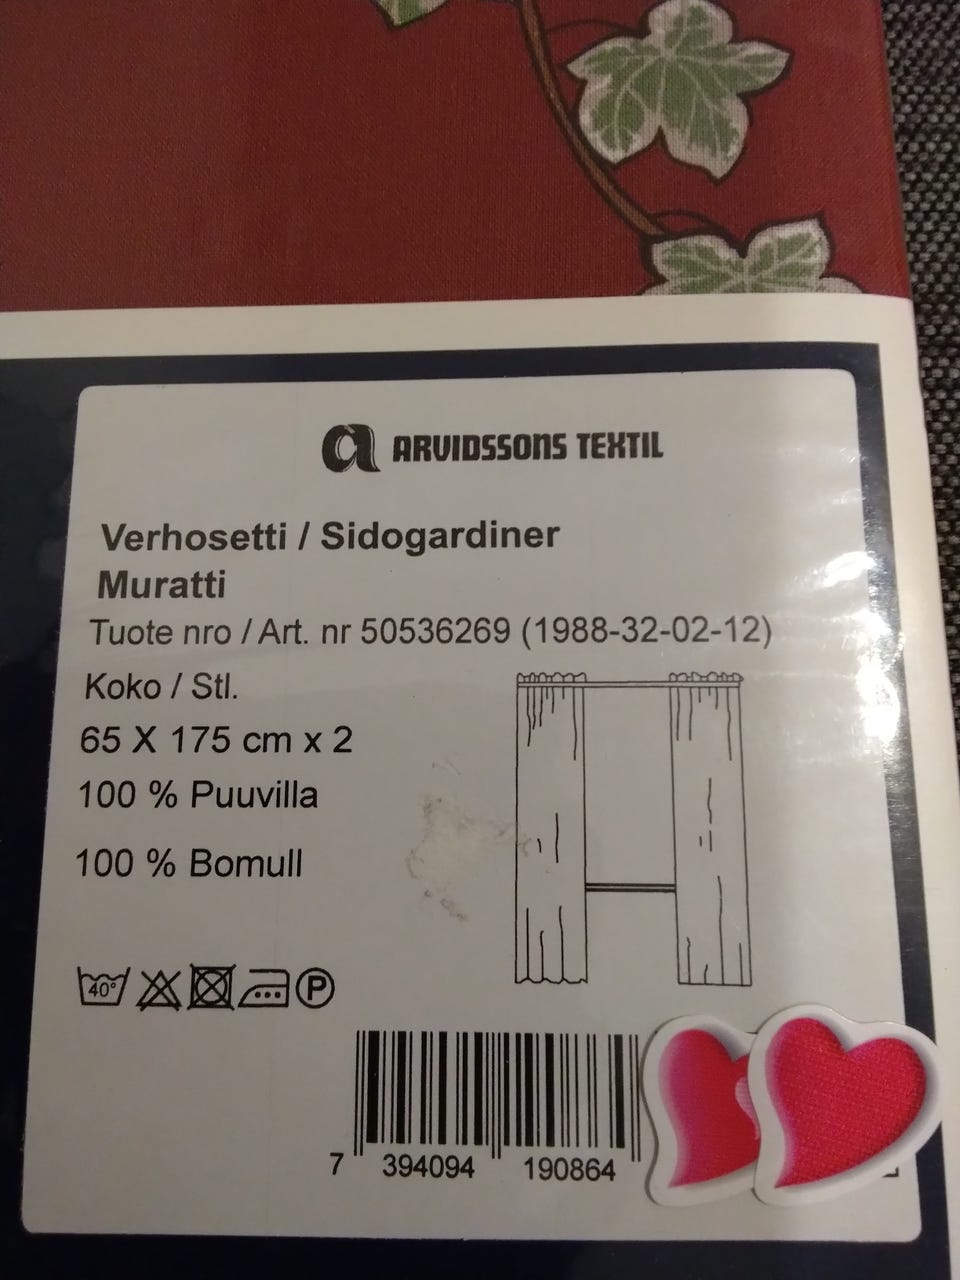 a ARVIDSSONS TEXTIL
Verhosetti / Sidogardiner
Muratti
Tuote nro / Art. nr 50536269 (1988-32-02-12)
Koko / Stl.
65 X 175 cm x 2
100 % Puuvilla
100 % Bomull
40° P
7 394094 190864